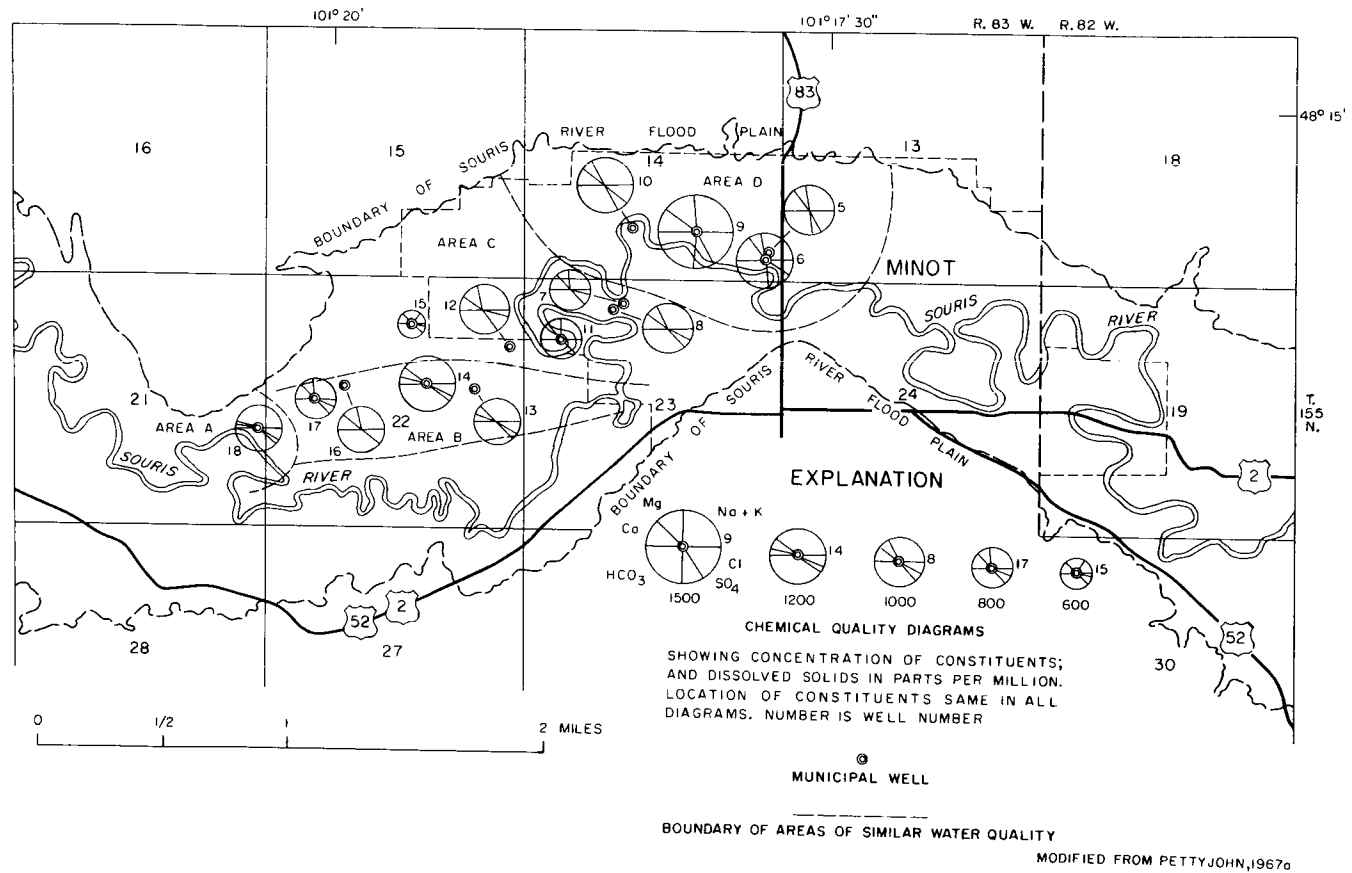 101° 20'
101° 17' 30"
R. 83 W.
R. 82 W.
83
48° 15'
16
15
BOUNDARY OF SOURIS RIVER FLOOD PLAIN
14
13
18
10
AREA D
9
5
6
AREA C
MINOT
12
7
15
11
8
SOURIS RIVER
21
14
17
22
13
16
18
AREA A
AREA B
23
24
19
T.
155
N.
SOURIS RIVER
BOUNDARY OF SOURIS RIVER FLOOD PLAIN
2
EXPLANATION
Mg
Na + K
Ca
9
Cl
HCO3
SO4
14
8
17
15
1500
1200
1000
800
600
CHEMICAL QUALITY DIAGRAMS
SHOWING CONCENTRATION OF CONSTITUENTS;
AND DISSOLVED SOLIDS IN PARTS PER MILLION.
LOCATION OF CONSTITUENTS SAME IN ALL
DIAGRAMS. NUMBER IS WELL NUMBER
52
2
52
28
27
30
0
1/2
1
2 MILES
MUNICIPAL WELL
BOUNDARY OF AREAS OF SIMILAR WATER QUALITY
MODIFIED FROM PETTYJOHN, 1967a